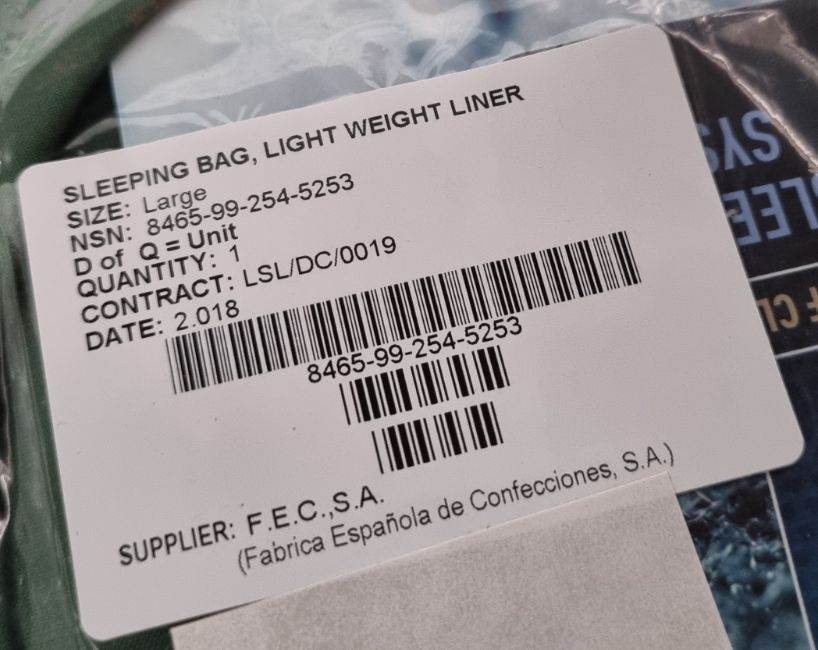 SLEEPING BAG, LIGHT WEIGHT LINER
SIZE: Large
NSN: 8465-99-254-5253
D of Q = Unit
QUANTITY: 1
CONTRACT: LSL/DC/0019
DATE: 2.018
8465-99-254-5253
SUPPLIER: F.E.C.,S.A.
(Fabrica Española de Confecciones, S.A.)